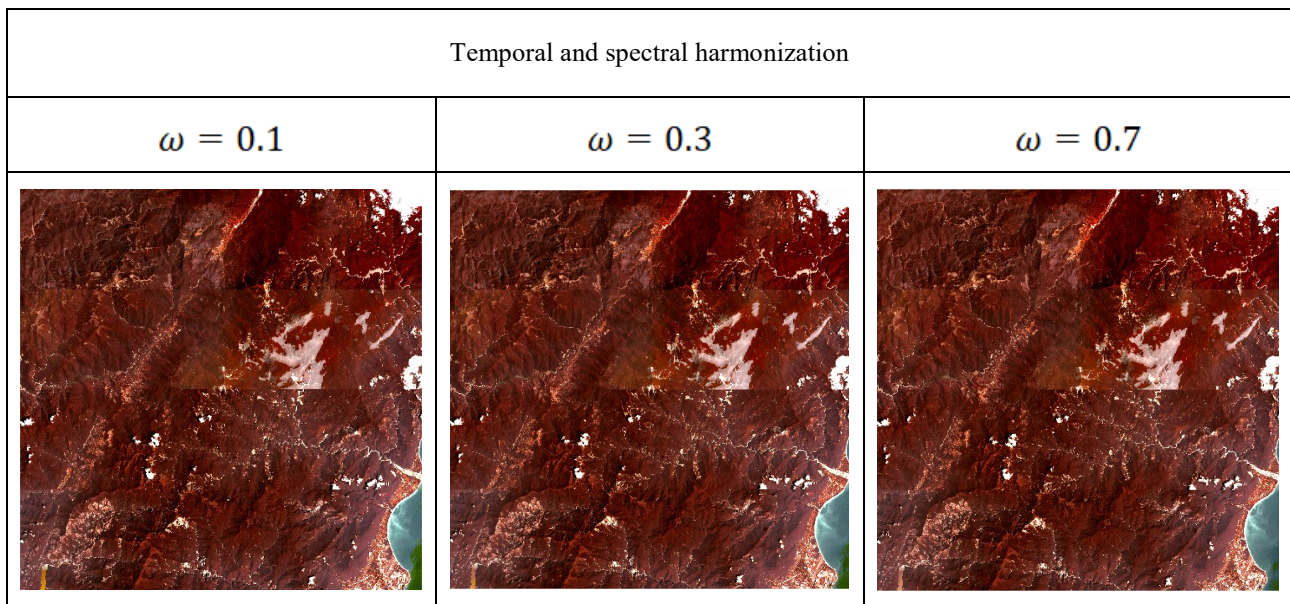 Temporal and spectral harmonization
ω = 0.1
ω = 0.3
ω = 0.7